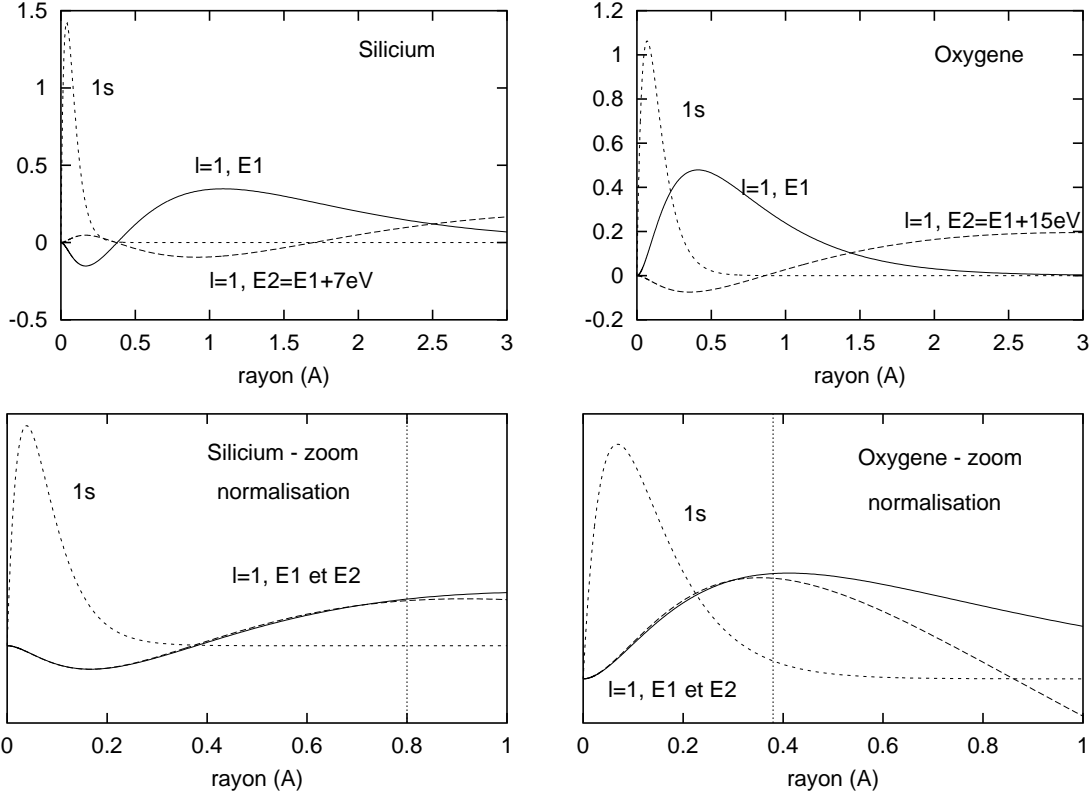 1.5
1
0.5
0
-0.5
Silicium
1s
l=1, E1
l=1, E2=E1+7eV
0 0.5 1 1.5 2 2.5 3
rayon (A)
1.2
1
0.8
0.6
0.4
0.2
0
-0.2
Oxygene
1s
l=1, E1
l=1, E2=E1+15eV
0 0.5 1 1.5 2 2.5 3
rayon (A)
Silicium - zoom
normalisation
1s
l=1, E1 et E2
0 0.2 0.4 0.6 0.8 1
rayon (A)
Oxygene - zoom
normalisation
1s
l=1, E1 et E2
0 0.2 0.4 0.6 0.8 1
rayon (A)